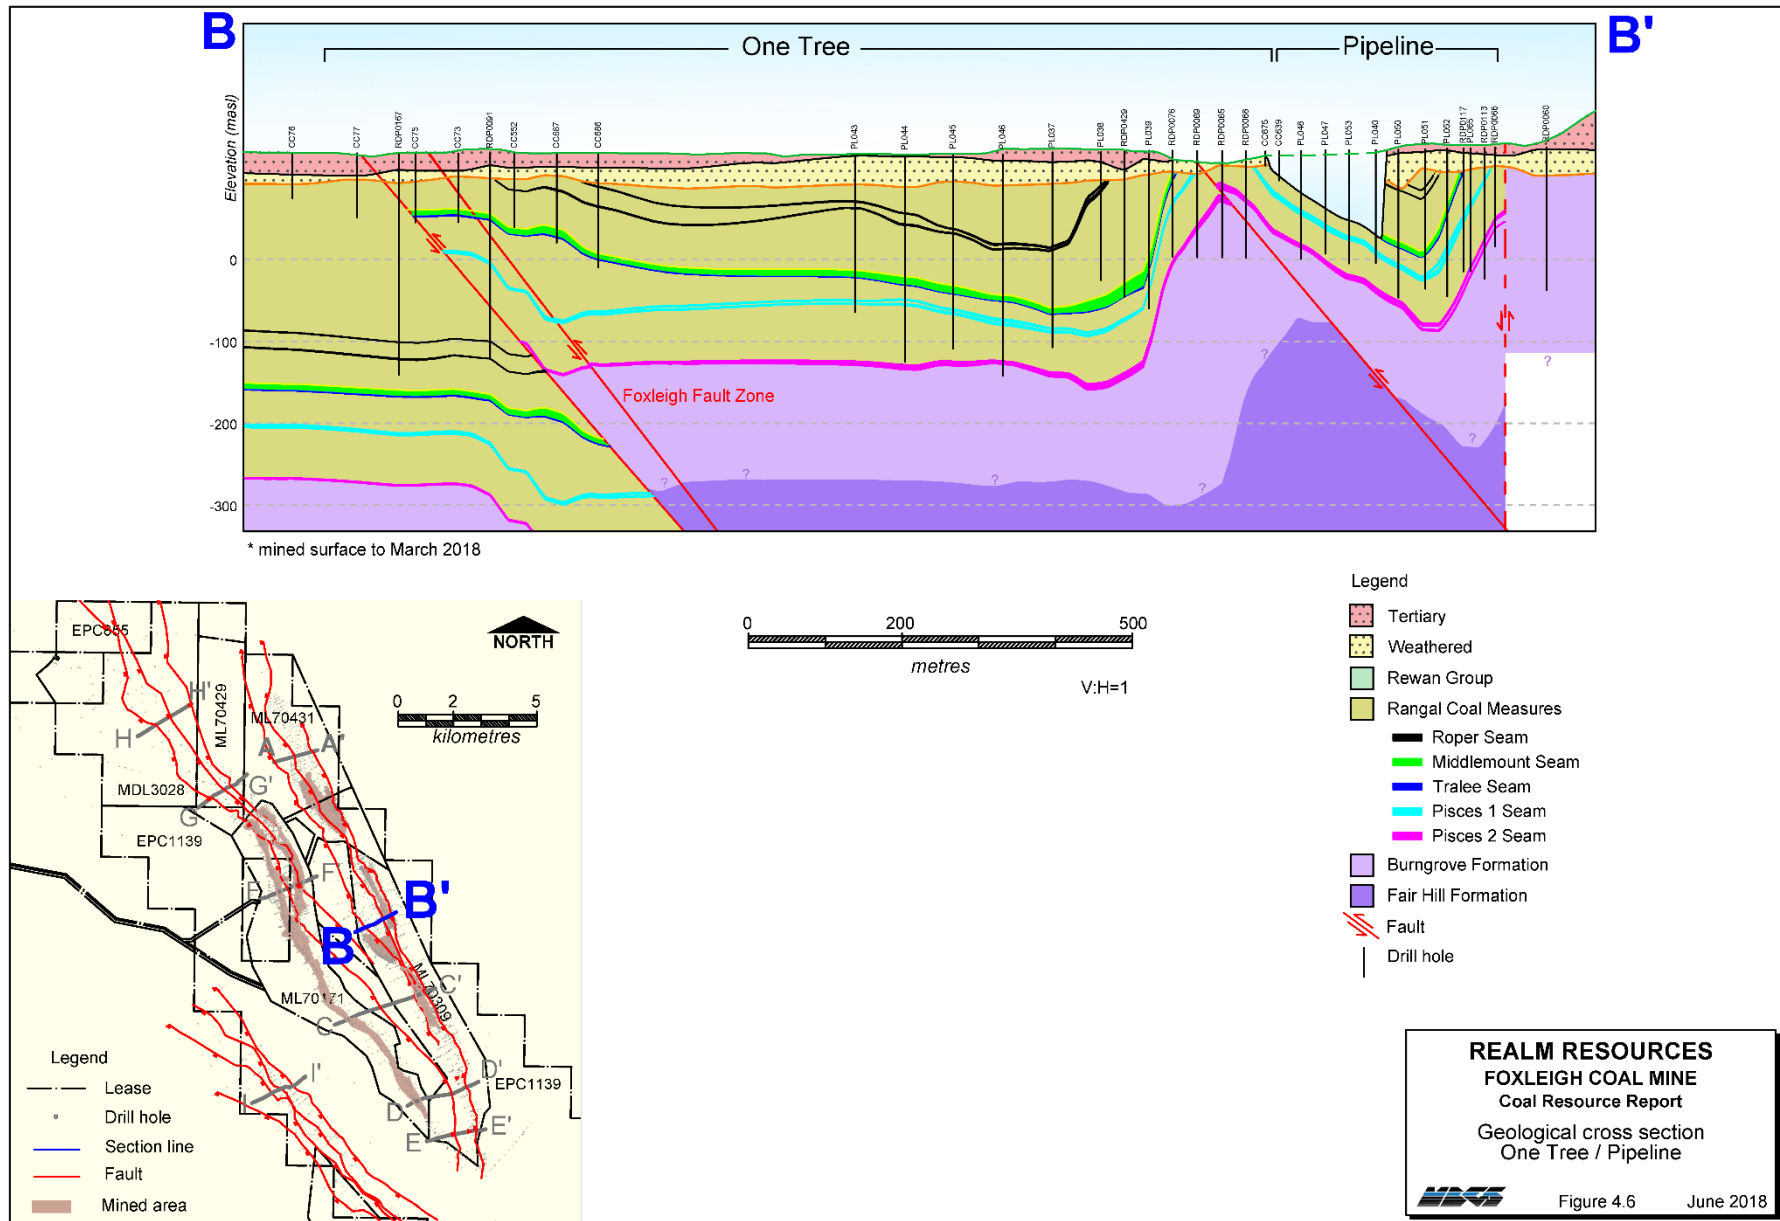 B
B'
One Tree
Pipeline
Elevation (masl)
CC76
CC77
RDP0167
CC75
CC73
RDP0091
CC552
CC687
CC686
PL043
PL044
PL045
PL046
PL037
PL038
RDP0429
PL039
RDP0076
RDP0069
RDP0065
RDP0068
CC675
CC639
PL048
PL047
PL053
PL040
PL050
PL051
PL052
RDP0117
PL065
RDP0113
RDP0066
RDP0060
0
-100
-200
-300
Foxleigh Fault Zone
?
?
?
?
?
?
?
?
* mined surface to March 2018
0
200
500
metres
V:H=1
Legend
Tertiary
Weathered
Rewan Group
Rangal Coal Measures
Roper Seam
Middlemount Seam
Tralee Seam
Pisces 1 Seam
Pisces 2 Seam
Burngrove Formation
Fair Hill Formation
Fault
Drill hole
NORTH
0
2
5
kilometres
EPC855
ML70429
ML70431
MDL3028
EPC1139
ML70171
ML70309
EPC1139
H
H'
A
A'
G
G'
F
F'
B
B'
C
C'
D
D'
E
E'
I
I'
Legend
Lease
Drill hole
Section line
Fault
Mined area
REALM RESOURCES
FOXLEIGH COAL MINE
Coal Resource Report
Geological cross section
One Tree / Pipeline
Figure 4.6
June 2018